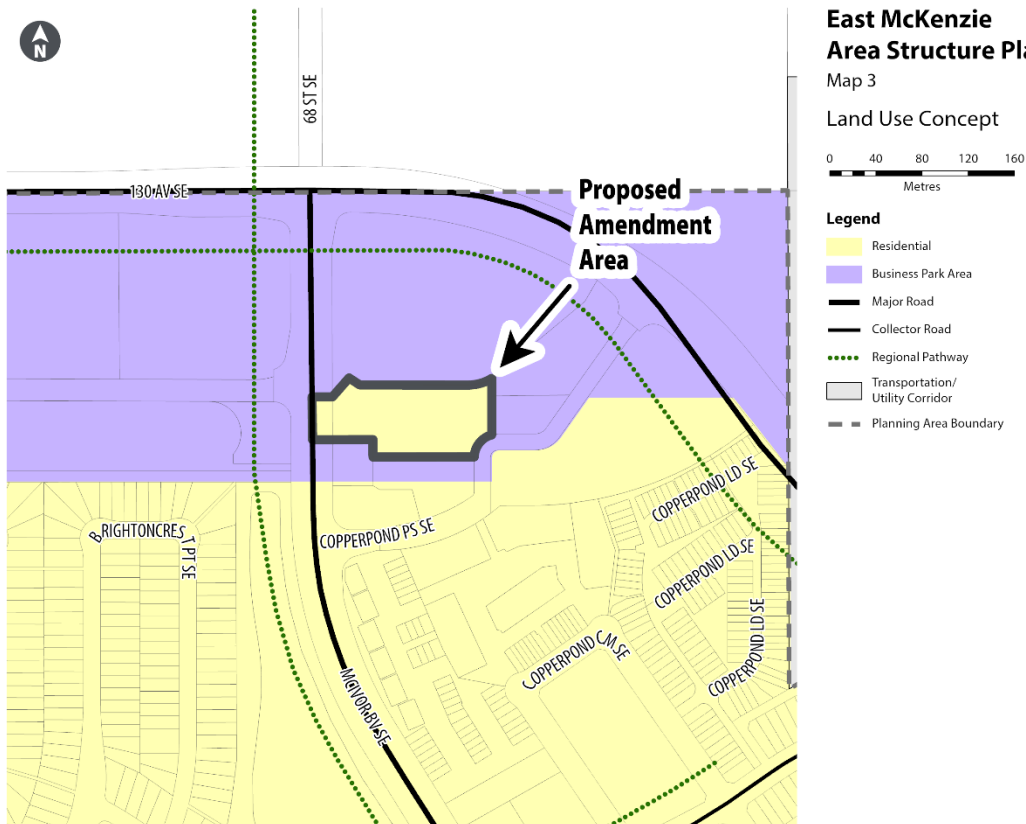 N
68 ST SE
130 AV SE
Proposed
Amendment
Area
BRIGHTONCREST PT SE
COPPERPOND PS SE
COPPERPOND LD SE
COPPERPOND LD SE
COPPERPOND LD SE
COPPERPOND CM SE
MCIVOR BV SE
East McKenzie
Area Structure Pla
Map 3
Land Use Concept
0 40 80 120 160
Metres
Legend
Residential
Business Park Area
Major Road
Collector Road
Regional Pathway
Transportation/
Utility Corridor
Planning Area Boundary